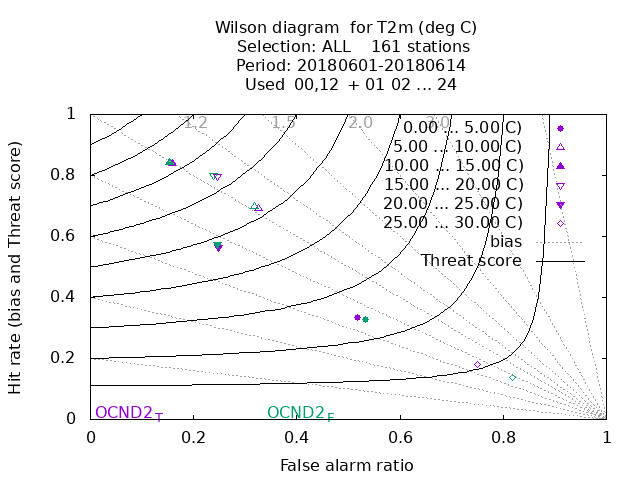 Wilson diagram  for T2m (deg C)
Selection: ALL    161 stations
Period: 20180601-20180614
Used  00,12  + 01 02 ... 24
1.2 1.5 2.0 3.0
0.00 ... 5.00 C)
5.00 ... 10.00 C)
10.00 ... 15.00 C)
15.00 ... 20.00 C)
20.00 ... 25.00 C)
25.00 ... 30.00 C)
bias
Threat score
Hit rate (bias and Threat score)
1
0.8
0.6
0.4
0.2
0
OCND2_T OCND2_F
0 0.2 0.4 0.6 0.8 1
False alarm ratio